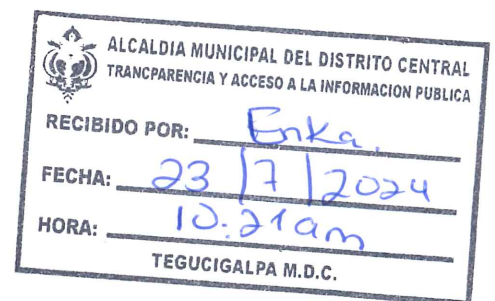 ALCALDIA MUNICIPAL DEL DISTRITO CENTRAL
TRANCPARENCIA Y ACCESO A LA INFORMACION PUBLICA
RECIBIDO POR: Enka.
FECHA: 23/7/2024
HORA: 10:21am
TEGUCIGALPA M.D.C.